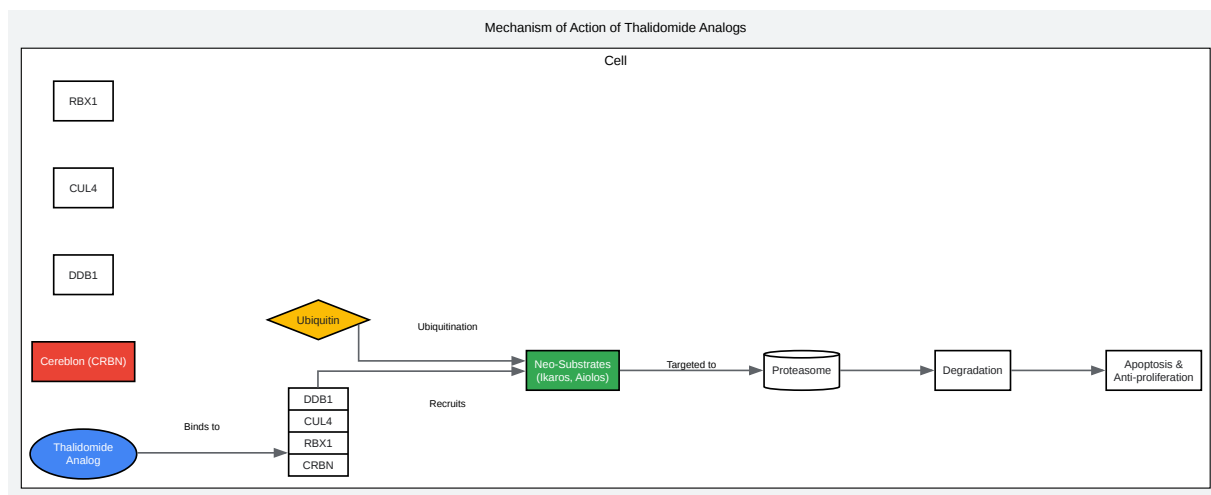 Mechanism of Action of Thalidomide Analogs
Cell
RBX1
CUL4
DDB1
Ubiquitin
Ubiquitination
Cereblon (CRBN)
Neo-Substrates
(Ikaros, Aiolos)
Targeted to
Proteasome
Degradation
Apoptosis &
Anti-proliferation
DDB1
CUL4
RBX1
CRBN
Recruits
Binds to
Thalidomide
Analog